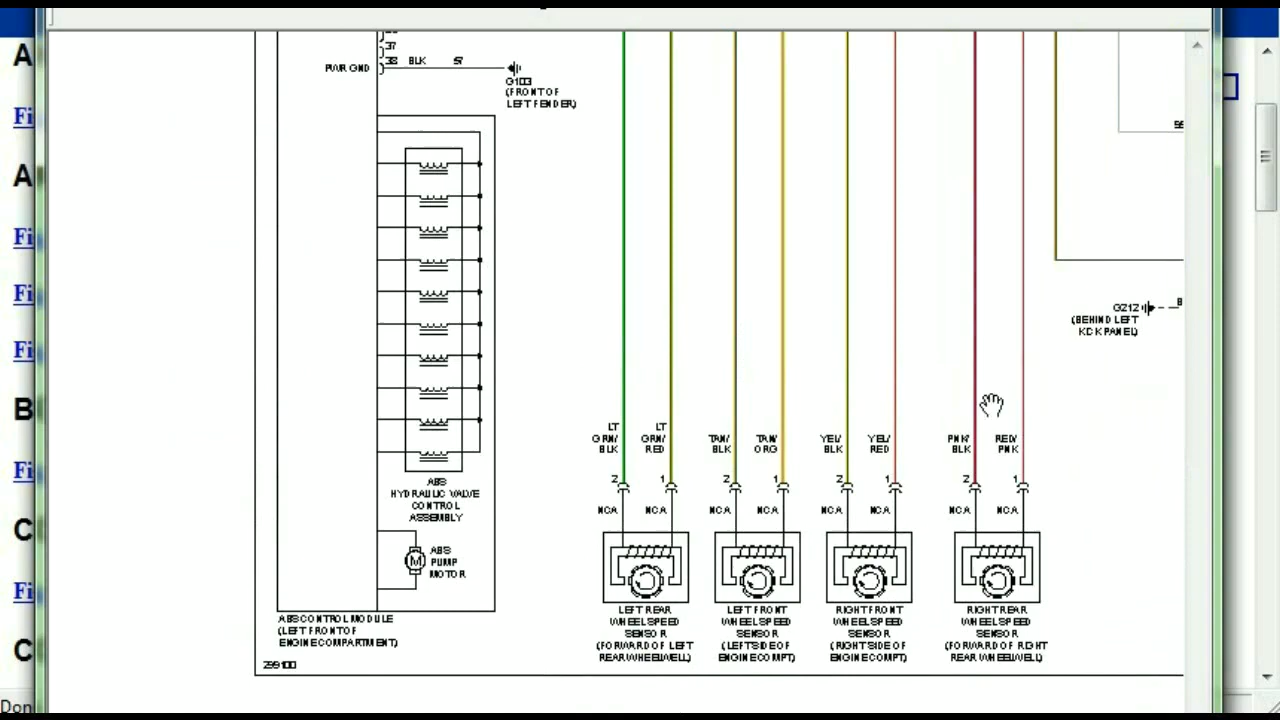 A
Fi
A
Fi
Fi
Fi
B
Fi
C
Fi
C
Don
37
PWR GND
38 BLK 57
G103
(FRONT OF
LEFT FENDER)
G212
(BEHIND LEFT
KICK PANEL)
LT
GRN/
BLK
LT
GRN/
RED
TAN/
BLK
TAN/
ORG
YEL/
BLK
YEL/
RED
PNK/
BLK
RED/
PNK
2 1 2 1 2 1 2 1
NCA NCA NCA NCA NCA NCA NCA NCA
ABS
HYDRAULIC VALVE
CONTROL
ASSEMBLY
M
ABS
PUMP
MOTOR
ABS CONTROL MODULE
(LEFT FRONT OF
ENGINE COMPARTMENT)
LEFT REAR
WHEEL SPEED
SENSOR
(FORWARD OF LEFT
REAR WHEELWELL)
LEFT FRONT
WHEEL SPEED
SENSOR
(LEFT SIDE OF
ENGINE COMPT)
RIGHT FRONT
WHEEL SPEED
SENSOR
(RIGHT SIDE OF
ENGINE COMPT)
RIGHT REAR
WHEEL SPEED
SENSOR
(FORWARD OF RIGHT
REAR WHEELWELL)
299100